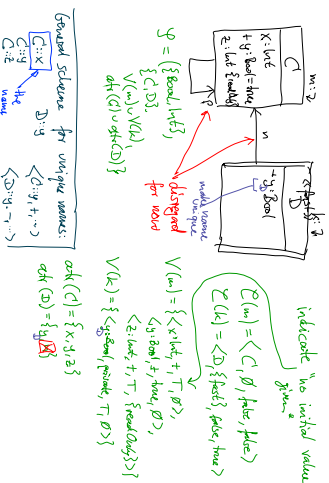 indicate "no initial value given"
m: 2
C
x: Int
+ y: Bool = true
z: Int {readOnly}
p
n
D
y: Bool
D
make name unique
disregard for now
𝒞(m) = {<C, ∅, false, false>
𝒞(k) = <D, {fast}, false, true>
V(m) = {<x: Int, +, T, ∅>,
<y: Bool, +, true, ∅>,
<z: Int, +, T, {readOnly}>}
V(k) = {<y: Bool, private, T, ∅>}
D
𝒮 = ({Bool, Int},
{C, D},
V(m) ∪ V(k),
atr(C) ∪ atr(D)}
atr(C) = {x, y, z}
atr(D) = {y}
General scheme for unique names:
C::x
C::y
C::z
D::y
<C::y, +, ...>
<D::y, -, ...>
the name